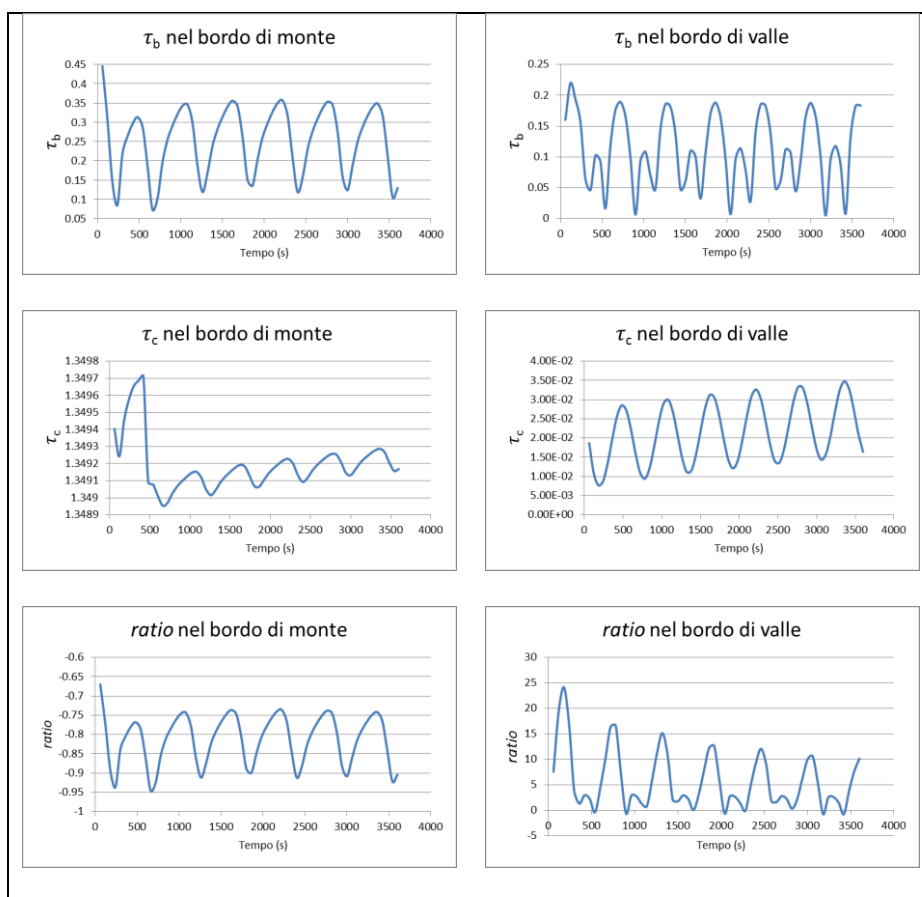 τb nel bordo di monte
0.45
0.4
0.35
0.3
0.25
0.2
0.15
0.1
0.05
τb
0 500 1000 1500 2000 2500 3000 3500 4000
Tempo (s)
τb nel bordo di valle
0.25
0.2
0.15
0.1
0.05
0
τb
0 500 1000 1500 2000 2500 3000 3500 4000
Tempo (s)
τc nel bordo di monte
1.3498
1.3497
1.3496
1.3495
1.3494
1.3493
1.3492
1.3491
1.349
1.3489
τc
0 500 1000 1500 2000 2500 3000 3500 4000
Tempo (s)
τc nel bordo di valle
4.00E-02
3.50E-02
3.00E-02
2.50E-02
2.00E-02
1.50E-02
1.00E-02
5.00E-03
0.00E+00
τc
0 500 1000 1500 2000 2500 3000 3500 4000
Tempo (s)
ratio nel bordo di monte
-0.6
-0.65
-0.7
-0.75
-0.8
-0.85
-0.9
-0.95
-1
ratio
0 500 1000 1500 2000 2500 3000 3500 4000
Tempo (s)
ratio nel bordo di valle
30
25
20
15
10
5
0
-5
ratio
0 500 1000 1500 2000 2500 3000 3500 4000
Tempo (s)